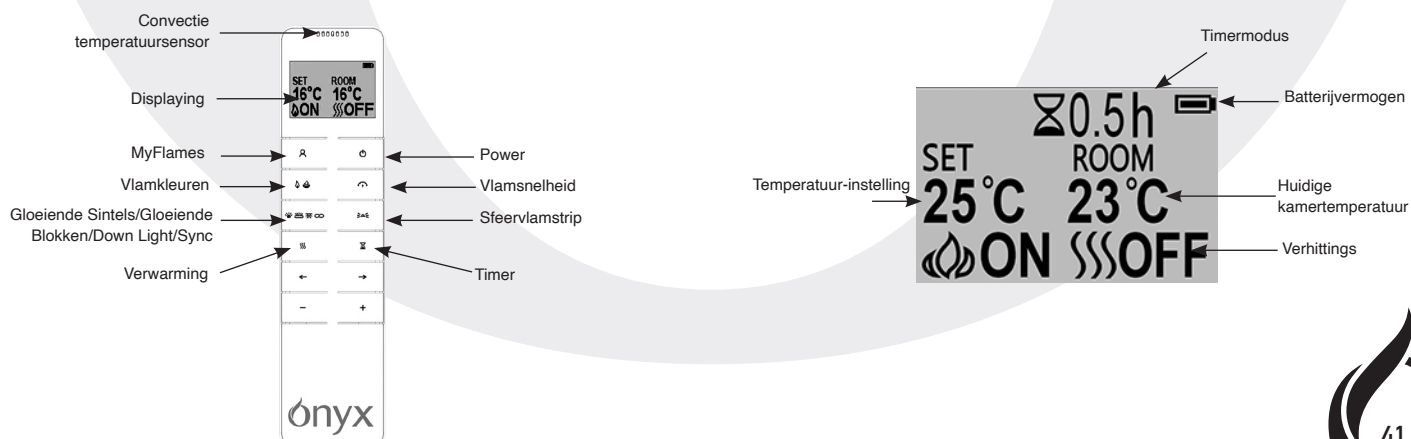 Convectie
temperatuursensor
SET ROOM
16°C 16°C
ON OFF
Displaying
MyFlames
Power
Vlamkleuren
Vlamsnelheid
Gloeiende Sintels/Gloeiende
Blokken/Down Light/Sync
Sfeervlamstrip
Verwarming
Timer
onyx
Timermodus
Batterijvermogen
0.5h
SET ROOM
25°C 23°C
ON OFF
Temperatuur-instelling
Huidige
kamertemperatuur
Verhittings
41